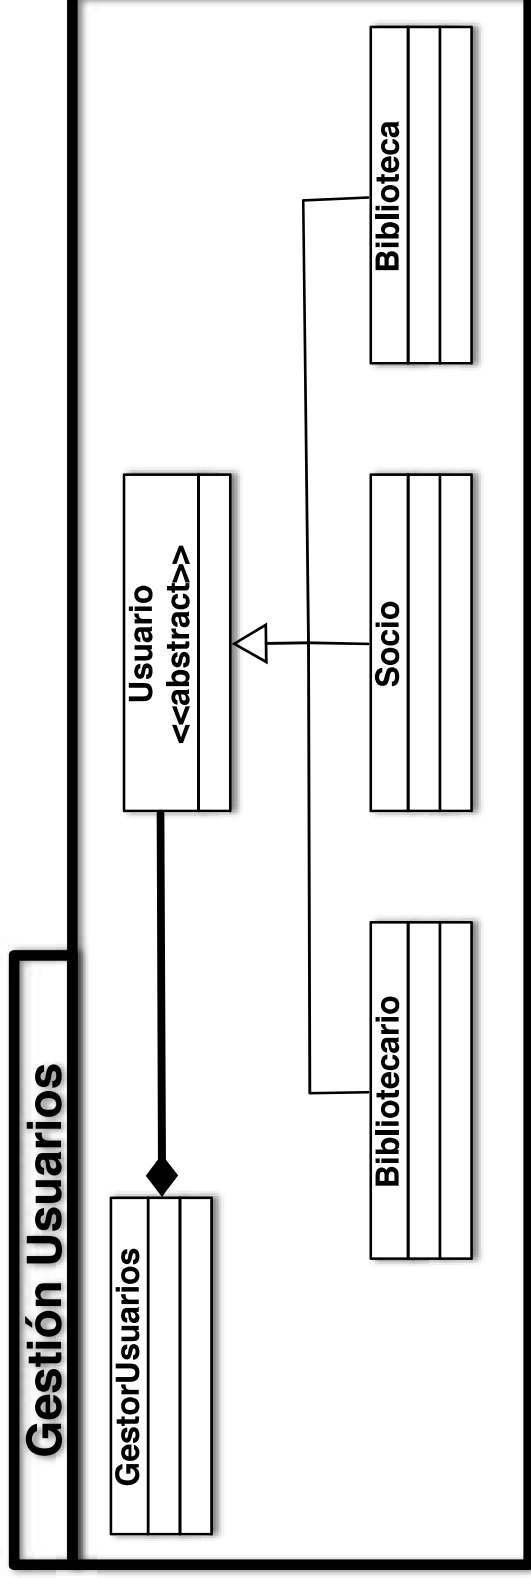 Gestión Usuarios
GestorUsuarios
Usuario
<<abstract>>
Bibliotecario
Socio
Biblioteca